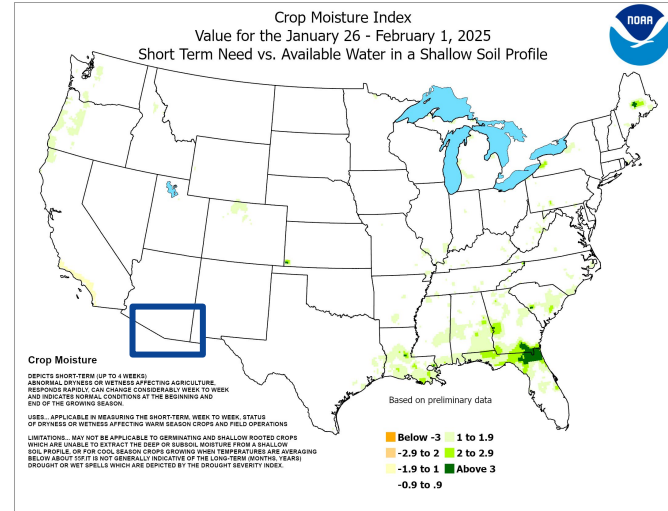 Crop Moisture Index
Value for the January 26 - February 1, 2025
Short Term Need vs. Available Water in a Shallow Soil Profile
NOAA
Crop Moisture
DEPICTS SHORT-TERM (UP TO 4 WEEKS)
ABNORMAL DRYNESS OR WETNESS AFFECTING AGRICULTURE,
RESPONDS RAPIDLY, CAN CHANGE CONSIDERABLY WEEK TO WEEK
AND INDICATES NORMAL CONDITIONS AT THE BEGINNING AND
END OF THE GROWING SEASON.
USES... APPLICABLE IN MEASURING THE SHORT-TERM, WEEK TO WEEK, STATUS
OF DRYNESS OR WETNESS AFFECTING WARM SEASON CROPS AND FIELD OPERATIONS
LIMITATIONS... MAY NOT BE APPLICABLE TO GERMINATING AND SHALLOW ROOTED CROPS
WHICH ARE UNABLE TO EXTRACT THE DEEP OR SUBSOIL MOISTURE FROM A SHALLOW
SOIL PROFILE, OR FOR COOL SEASON CROPS GROWING WHEN TEMPERATURES ARE AVERAGING
BELOW ABOUT 55F.IT IS NOT GENERALLY INDICATIVE OF THE LONG-TERM (MONTHS, YEARS)
DROUGHT OR WET SPELLS WHICH ARE DEPICTED BY THE DROUGHT SEVERITY INDEX.
Based on preliminary data
Below -3
-2.9 to 2
-1.9 to 1
-0.9 to .9
1 to 1.9
2 to 2.9
Above 3